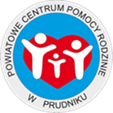 POWIATOWE CENTRUM POMOCY RODZINIE
W PRUDNIKU